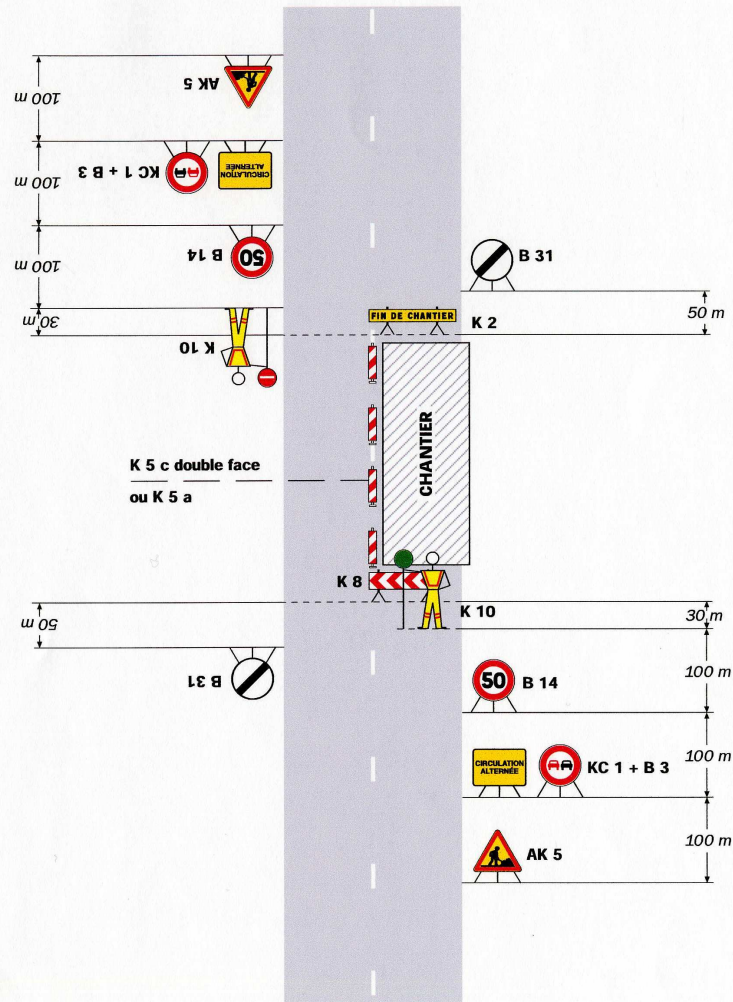 AK 5
100 m
KC 1 + B 3
CIRCULATION
ALTERNÉE
100 m
B 14
50
100 m
B 31
30 m
FIN DE CHANTIER
K 2
50 m
K 10
CHANTIER
K 5 c double face
ou K 5 a
K 8
K 10
30 m
50 m
B 31
50
B 14
100 m
CIRCULATION
ALTERNÉE
KC 1 + B 3
100 m
AK 5
100 m